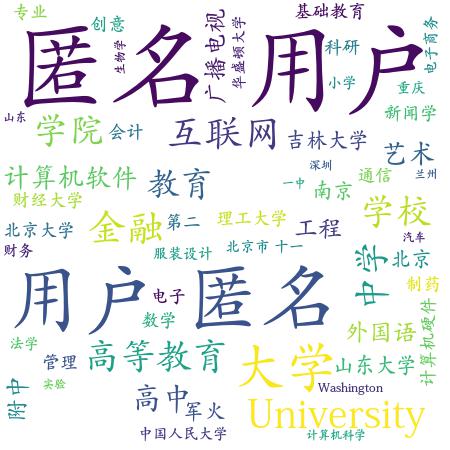 专业
创意
生物学
广播电视
华盛顿大学
基础教育
电子商务
匿名
用户
科研
小学
重庆
新闻学
山东
学院
会计
互联网
吉林大学
艺术
深圳
兰州
计算机软件
教育
一中
南京
通信
财经大学
学校
北京大学
金融
第二
理工大学
工程
汽车
财务
服装设计
北京市 十一
中学
北京
用户
匿名
电子
制药
数学
外国语
计算机硬件
法学
管理
高等教育
大学
山东大学
附中
实验
高中
军火
Washington
University
中国人民大学
计算机科学